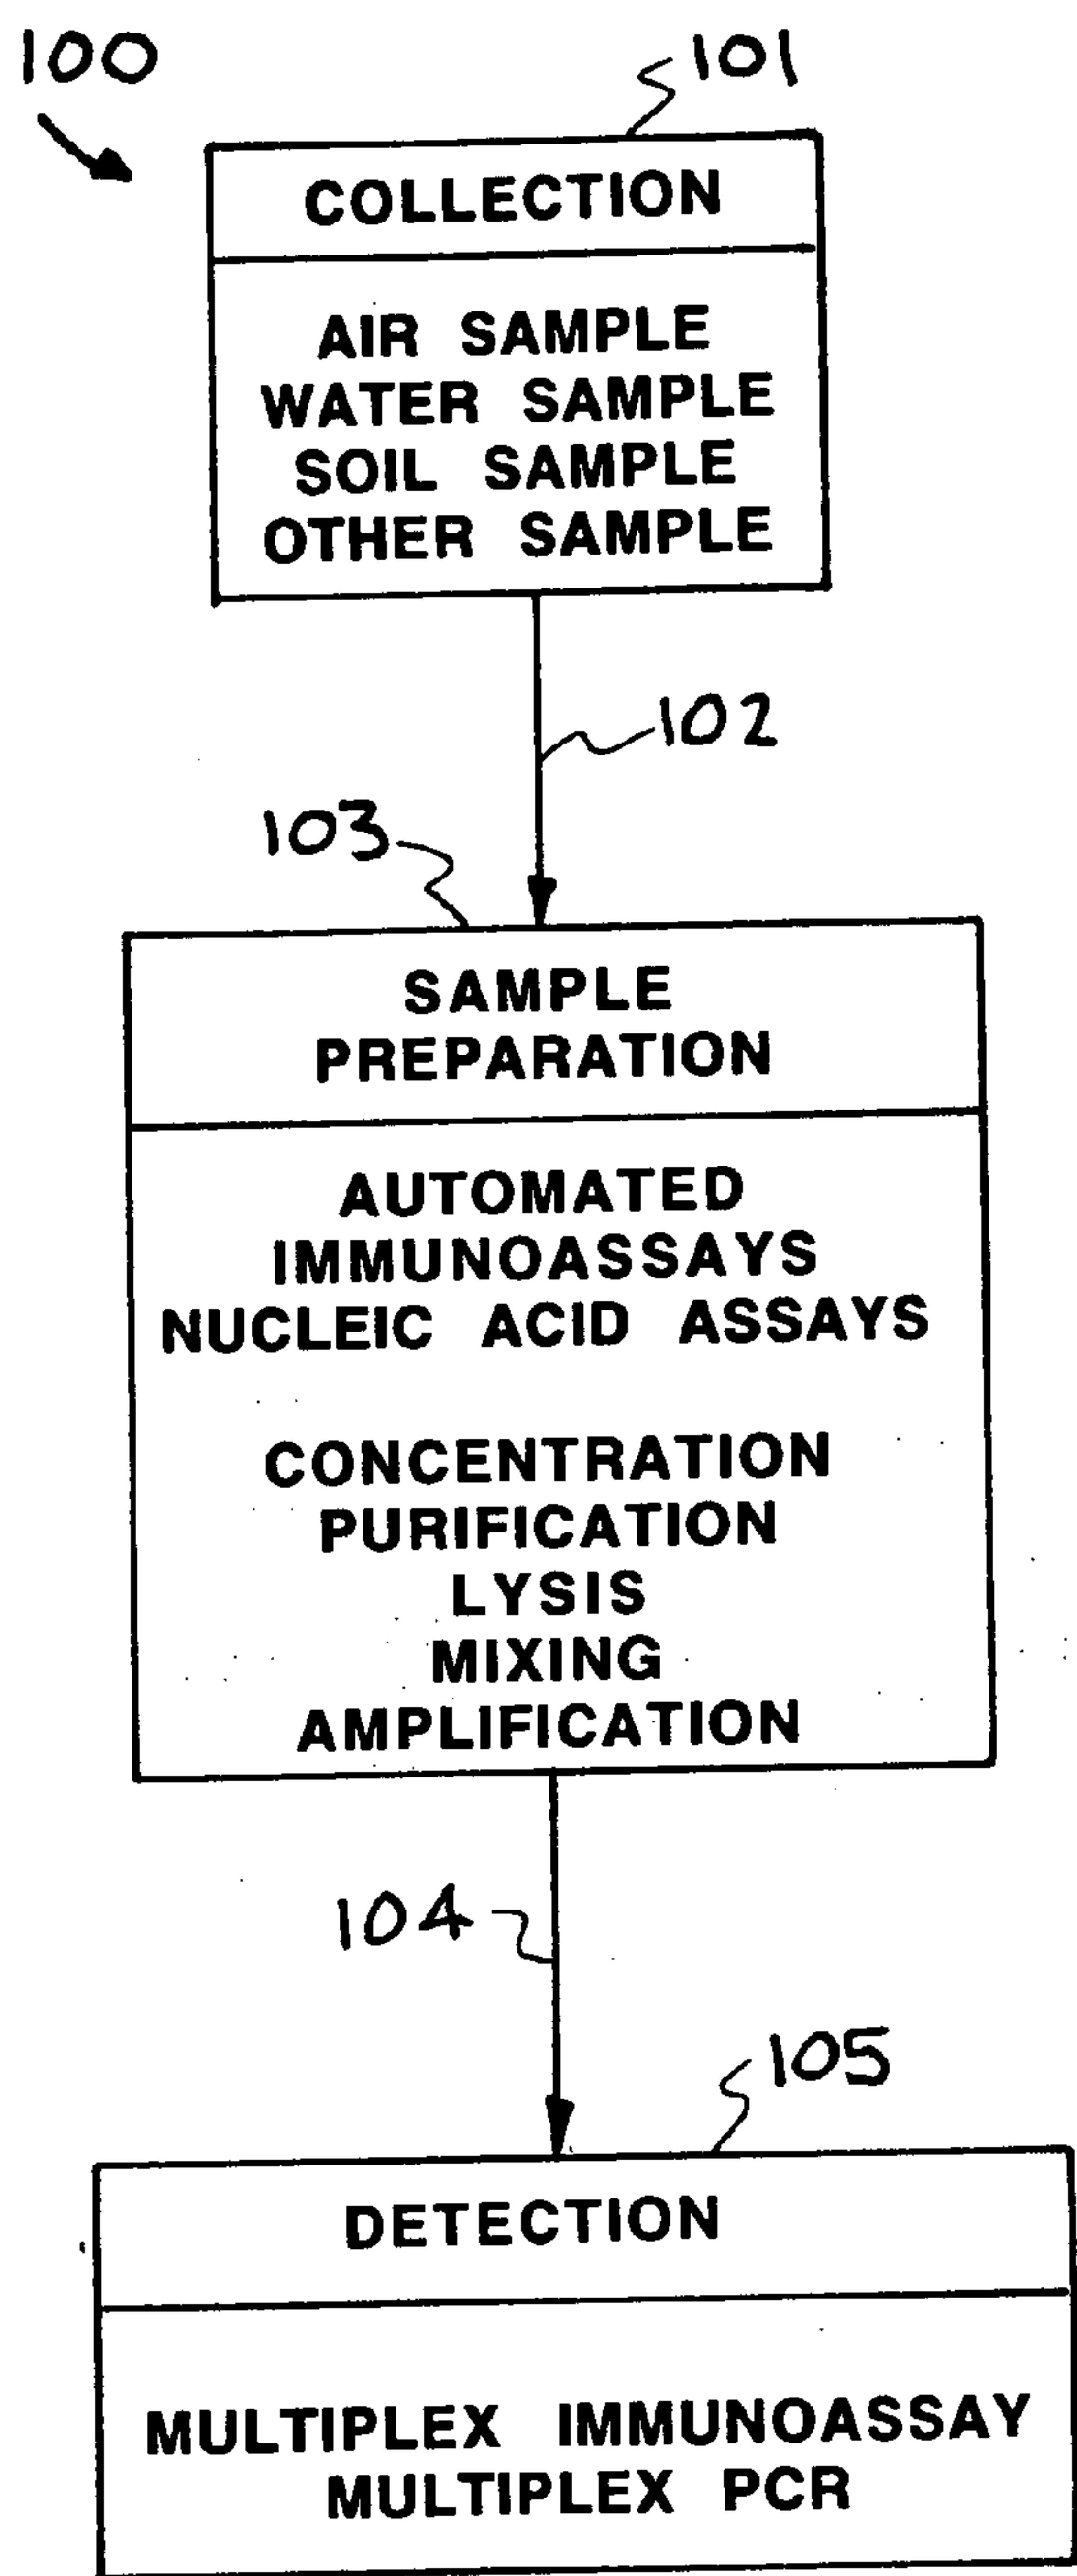 100
101
COLLECTION
AIR SAMPLE
WATER SAMPLE
SOIL SAMPLE
OTHER SAMPLE
102
103
SAMPLE
PREPARATION
AUTOMATED
IMMUNOASSAYS
NUCLEIC ACID ASSAYS
CONCENTRATION
PURIFICATION
LYSIS
MIXING
AMPLIFICATION
104
105
DETECTION
MULTIPLEX IMMUNOASSAY
MULTIPLEX PCR